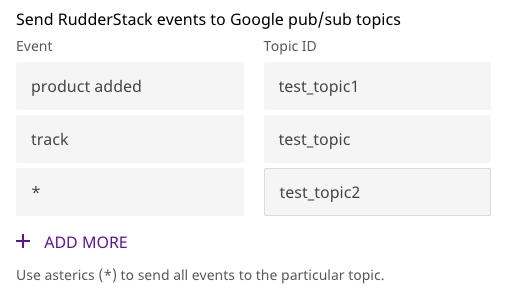 Send RudderStack events to Google pub/sub topics
Event Topic ID
product added test_topic1
track test_topic
* test_topic2
+ ADD MORE
Use asterics (*) to send all events to the particular topic.